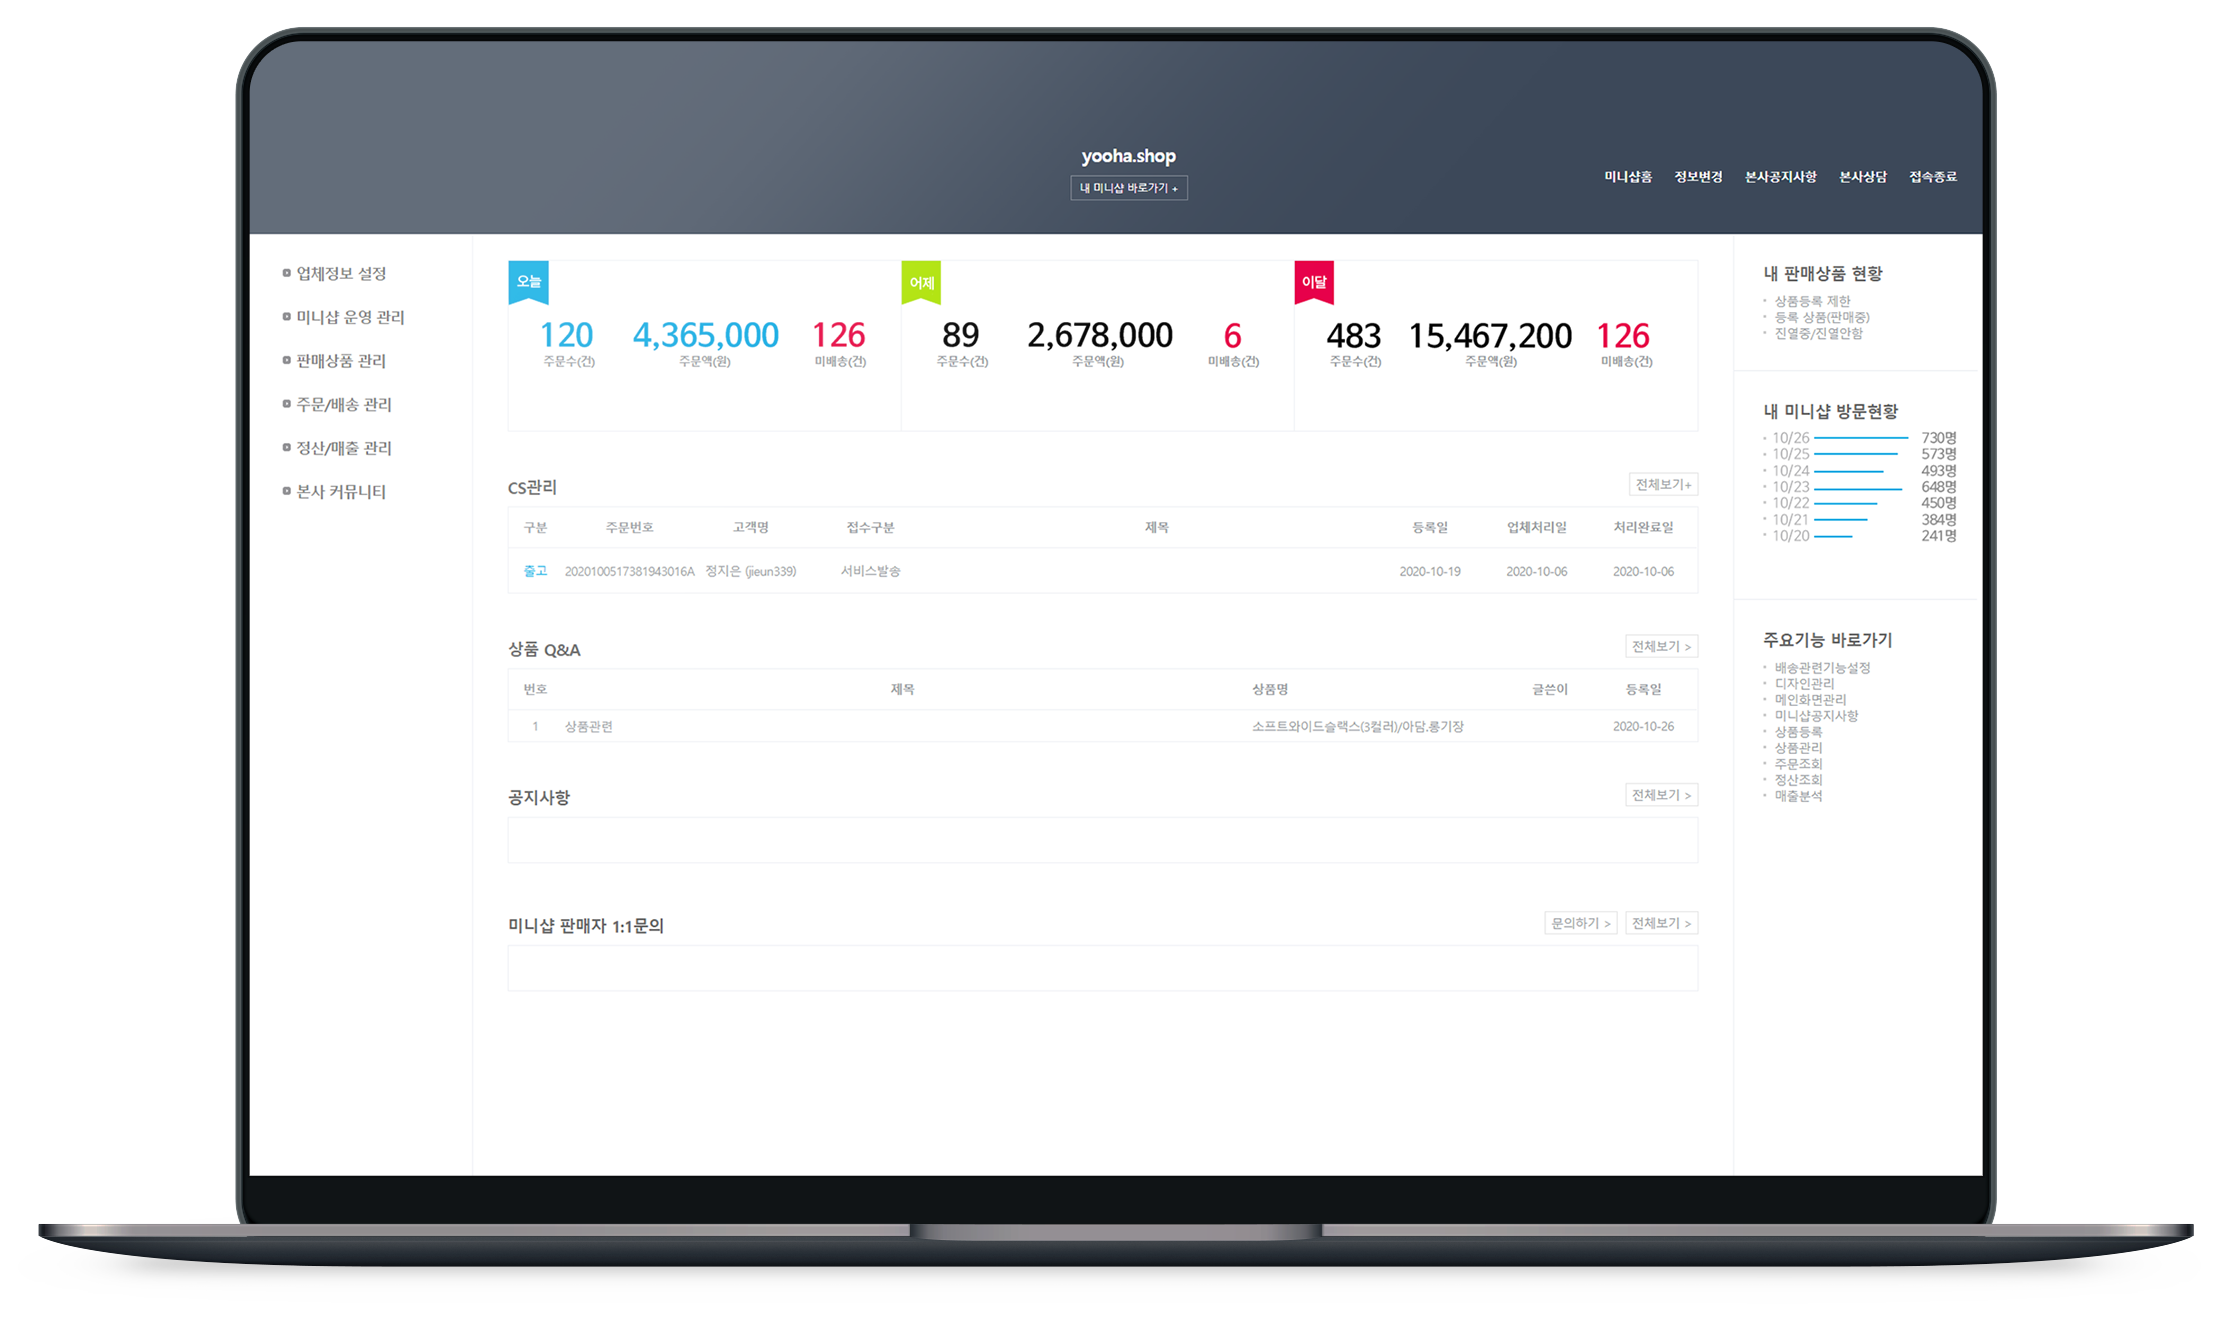 yooha.shop
내 미니샵 바로가기 +
미니샵홈 정보변경 본사공지사항 본사상담 접속종료
업체정보 설정
미니샵 운영 관리
판매상품 관리
주문/배송 관리
정산/매출 관리
본사 커뮤니티
오늘
120 4,365,000 126
주문수(건) 주문액(원) 미배송(건)
어제
89 2,678,000 6
주문수(건) 주문액(원) 미배송(건)
이달
483 15,467,200 126
주문수(건) 주문액(원) 미배송(건)
CS관리 전체보기+
구분 주문번호 고객명 접수구분 제목 등록일 업체처리일 처리완료일
출고 2020100517381943016A 정지은 (jieun339) 서비스발송 2020-10-19 2020-10-06 2020-10-06
상품 Q&A 전체보기 >
번호 제목 상품명 글쓴이 등록일
1 상품관련 소프트와이드슬랙스(3컬러)/아담,롱기장 2020-10-26
공지사항 전체보기 >
미니샵 판매자 1:1문의 문의하기 > 전체보기 >
내 판매상품 현황
상품등록 제한
등록 상품(판매중)
진열중/진열안함
내 미니샵 방문현황
10/26 730명
10/25 573명
10/24 493명
10/23 648명
10/22 450명
10/21 384명
10/20 241명
주요기능 바로가기
배송관련기능설정
디자인관리
메인화면관리
미니샵공지사항
상품등록
상품관리
주문조회
정산조회
매출분석